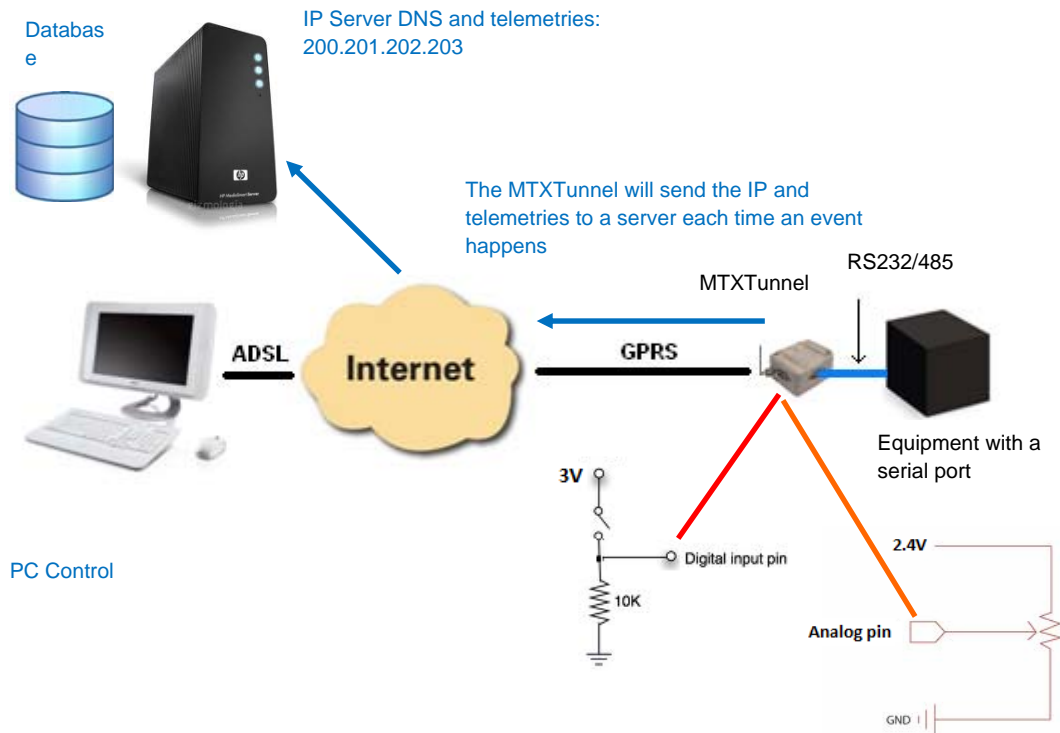 Databas
e
IP Server DNS and telemetries:
200.201.202.203
hp
The MTXTunnel will send the IP and
telemetries to a server each time an event
happens
RS232/485
MTXTunnel
ADSL
Internet
GPRS
Equipment with a
serial port
3V
Digital input pin
10K
2.4V
PC Control
Analog pin
GND